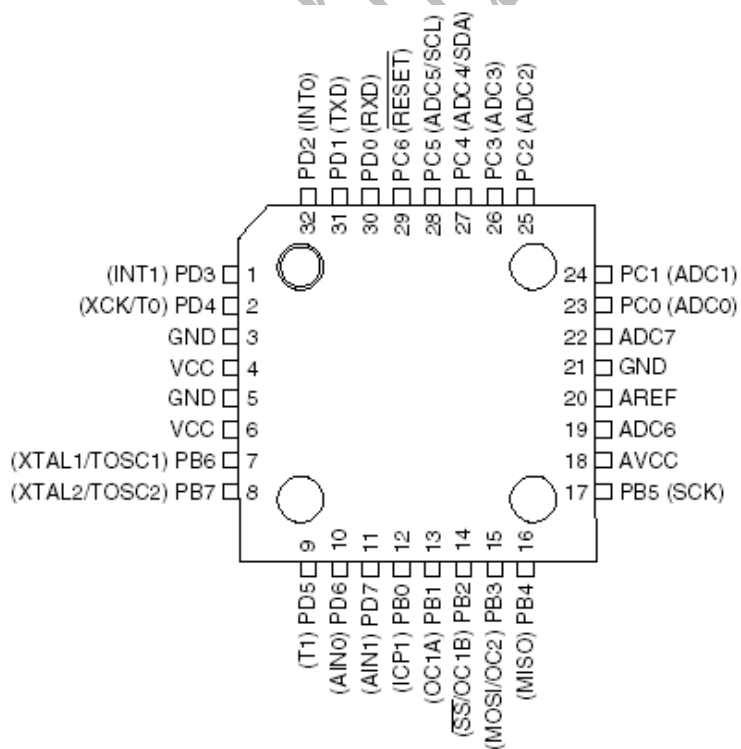 PD2 (INT0)
PD1 (TXD)
PD0 (RXD)
PC6 (RESET)
PC5 (ADC5/SCL)
PC4 (ADC4/SDA)
PC3 (ADC3)
PC2 (ADC2)
32 31 30 29 28 27 26 25
(INT1) PD3 1
(XCK/T0) PD4 2
GND 3
VCC 4
GND 5
VCC 6
(XTAL1/TOSC1) PB6 7
(XTAL2/TOSC2) PB7 8
24 PC1 (ADC1)
23 PC0 (ADC0)
22 ADC7
21 GND
20 AREF
19 ADC6
18 AVCC
17 PB5 (SCK)
9 10 11 12 13 14 15 16
(T1) PD5
(AIN0) PD6
(AIN1) PD7
(ICP1) PB0
(OC1A) PB1
(SS/OC1B) PB2
(MOSI/OC2) PB3
(MISO) PB4